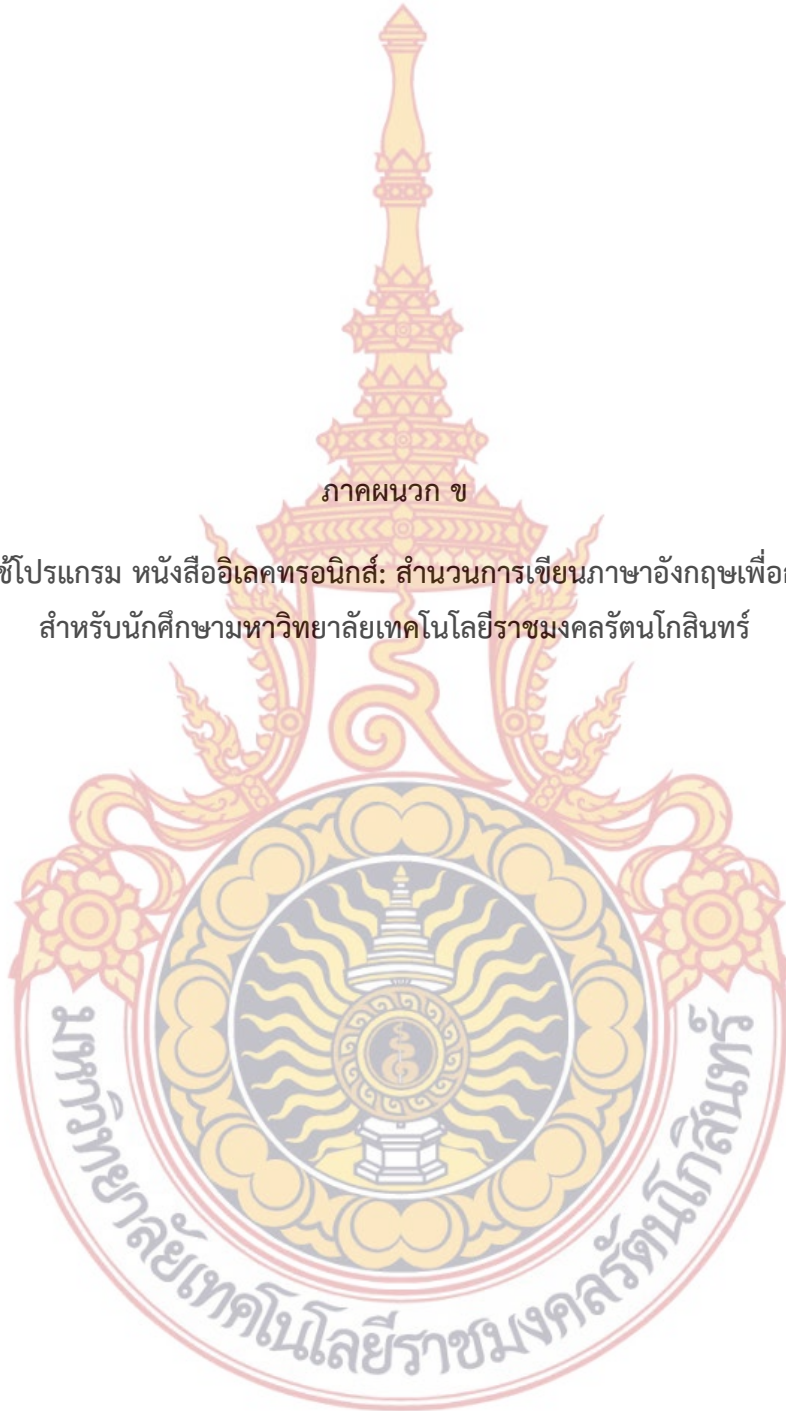 ภาคผนวก ข
ช้โปรแกรม หนังสืออิเลคทรอนิกส์: สำนวนการเขียนภาษาอังกฤษเพื่อ
สำหรับนักศึกษามหาวิทยาลัยเทคโนโลยีราชมงคลรัตนโกสินทร์
มหาวิทยาลัยเทคโนโลยีราชมงคลรัตนโกสินทร์